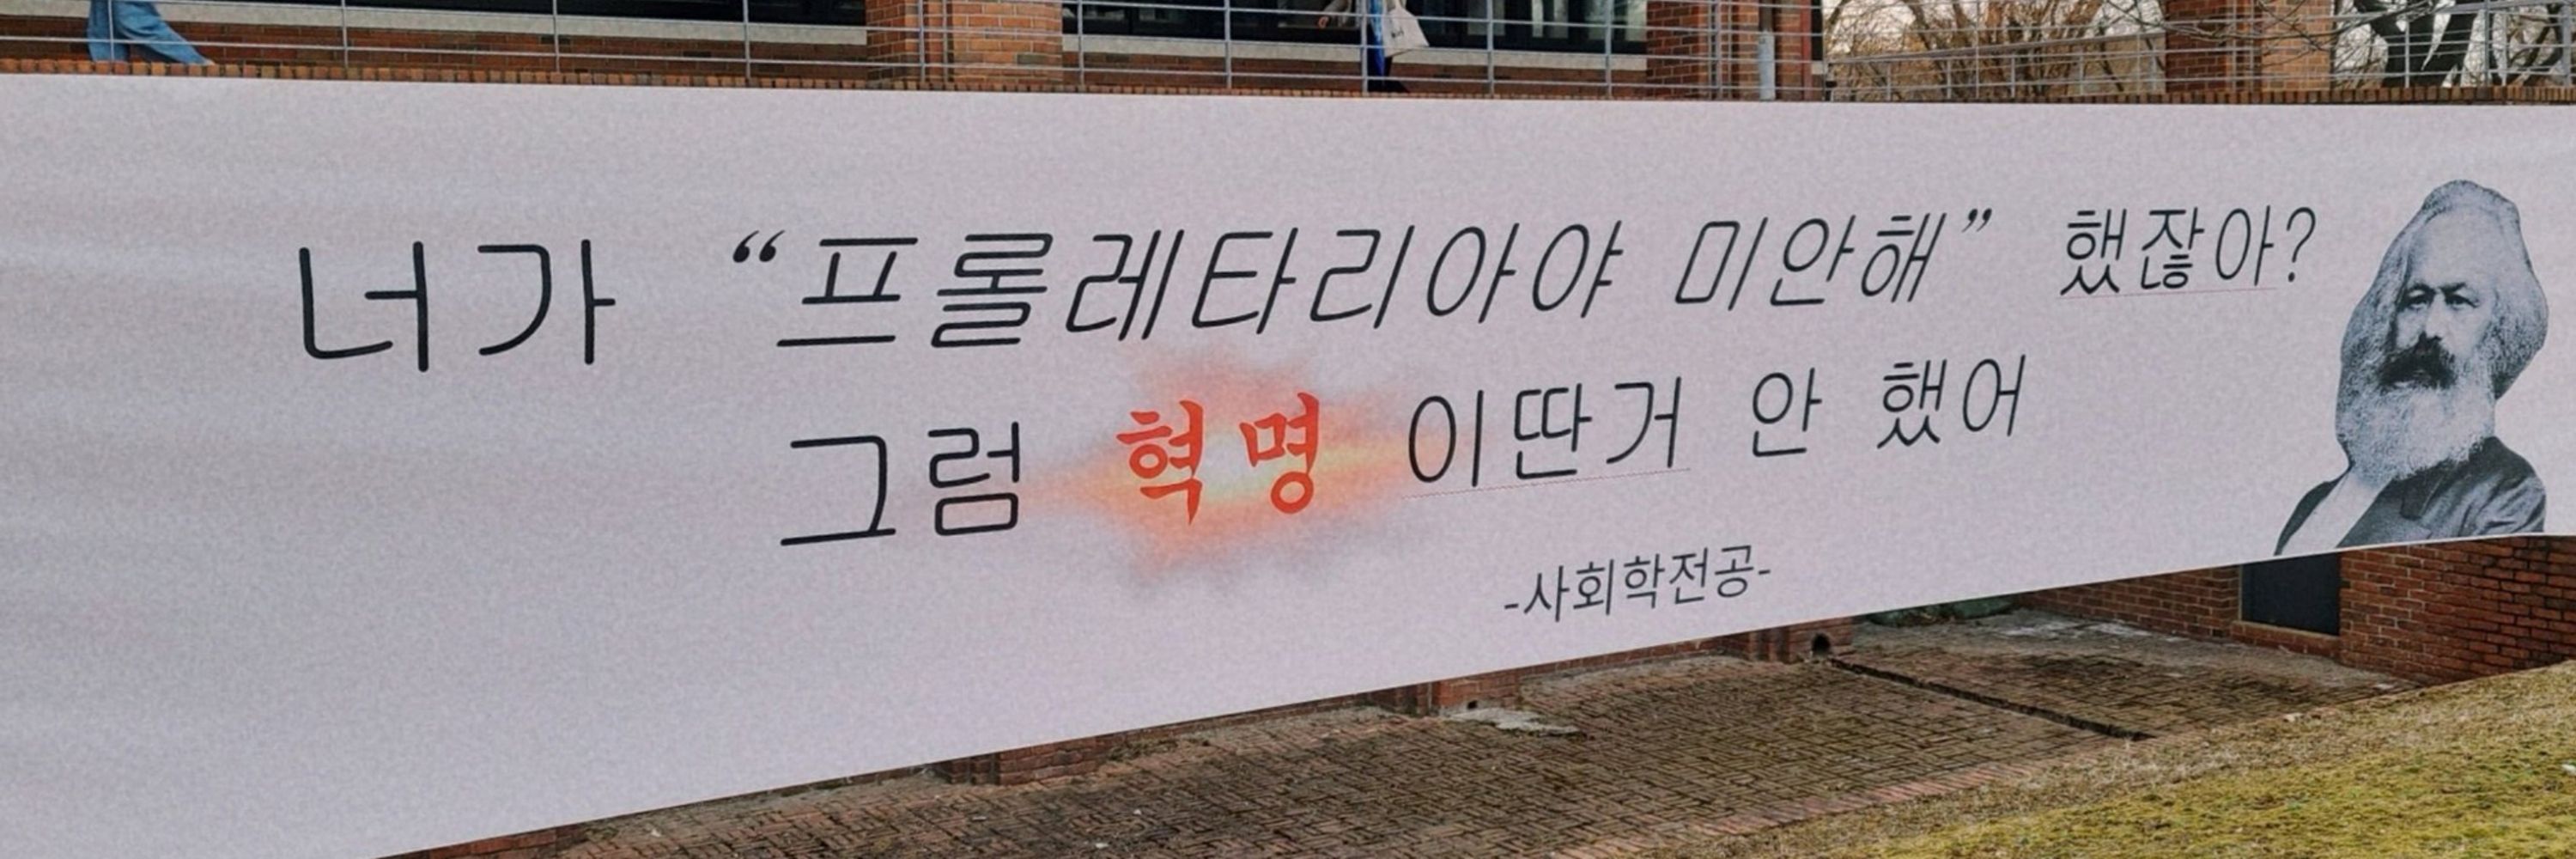 너가 “프롤레타리아야 미안해” 했잖아?
그럼 혁명 이딴거 안 했어
-사회학전공-